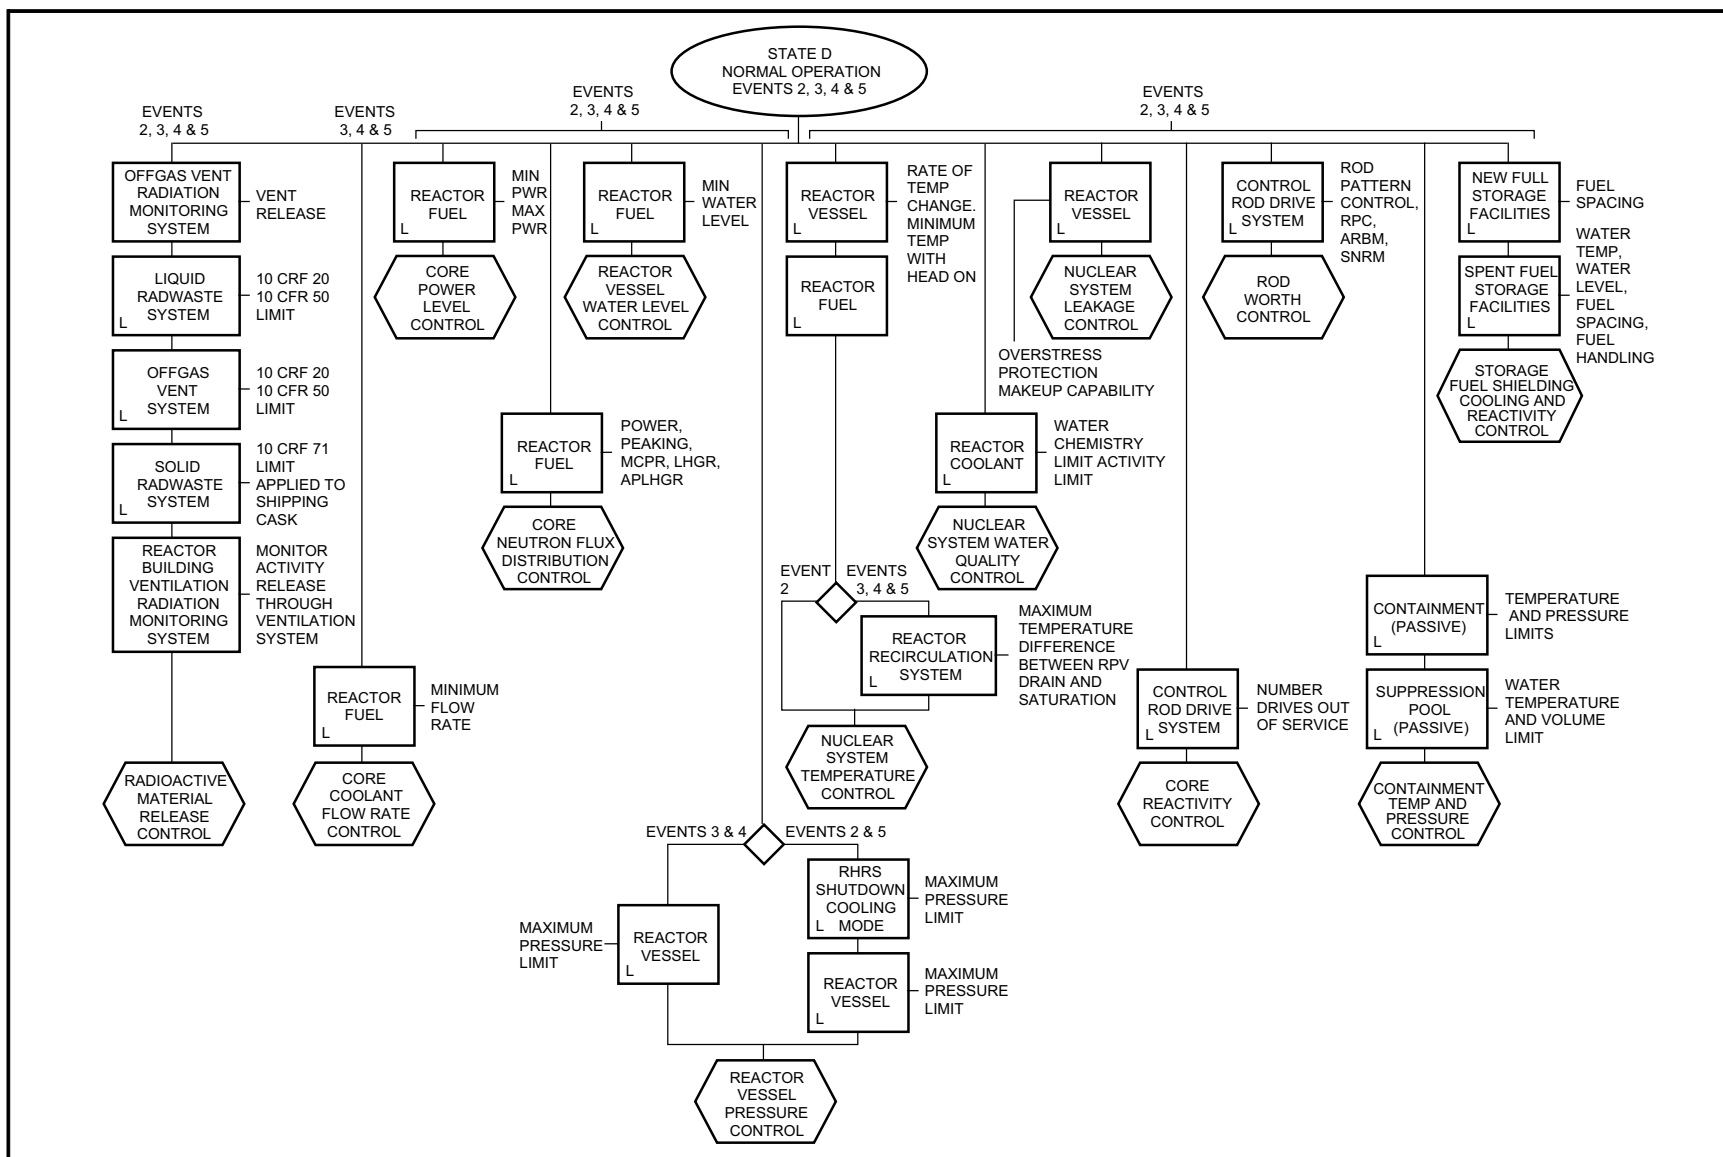 STATE D
NORMAL OPERATION
EVENTS 2, 3, 4 & 5
EVENTS
2, 3, 4 & 5
EVENTS
3, 4 & 5
EVENTS
2, 3, 4 & 5
EVENTS
2, 3, 4 & 5
OFFGAS VENT
RADIATION
MONITORING
SYSTEM
VENT
RELEASE
LIQUID
RADWASTE
SYSTEM
L
10 CRF 20
10 CFR 50
LIMIT
OFFGAS
VENT
SYSTEM
L
10 CRF 20
10 CFR 50
LIMIT
SOLID
RADWASTE
SYSTEM
L
10 CRF 71
LIMIT
APPLIED TO
SHIPPING
CASK
REACTOR
BUILDING
VENTILATION
RADIATION
MONITORING
SYSTEM
MONITOR
ACTIVITY
RELEASE
THROUGH
VENTILATION
SYSTEM
RADIOACTIVE
MATERIAL
RELEASE
CONTROL
REACTOR
FUEL
L
MINIMUM
FLOW
RATE
CORE
COOLANT
FLOW RATE
CONTROL
REACTOR
FUEL
L
MIN
PWR
MAX
PWR
CORE
POWER
LEVEL
CONTROL
REACTOR
FUEL
L
POWER,
PEAKING,
MCPR, LHGR,
APLHGR
CORE
NEUTRON FLUX
DISTRIBUTION
CONTROL
REACTOR
FUEL
L
MIN
WATER
LEVEL
REACTOR
VESSEL
WATER LEVEL
CONTROL
EVENTS 3 & 4
EVENTS 2 & 5
REACTOR
VESSEL
L
MAXIMUM
PRESSURE
LIMIT
RHRS
SHUTDOWN
COOLING
L MODE
MAXIMUM
PRESSURE
LIMIT
REACTOR
VESSEL
L
MAXIMUM
PRESSURE
LIMIT
REACTOR
VESSEL
PRESSURE
CONTROL
REACTOR
VESSEL
L
RATE OF
TEMP
CHANGE.
MINIMUM
TEMP
WITH
HEAD ON
REACTOR
FUEL
L
EVENT
2
EVENTS
3, 4 & 5
REACTOR
RECIRCULATION
SYSTEM
L
MAXIMUM
TEMPERATURE
DIFFERENCE
BETWEEN RPV
DRAIN AND
SATURATION
NUCLEAR
SYSTEM
TEMPERATURE
CONTROL
REACTOR
COOLANT
L
WATER
CHEMISTRY
LIMIT ACTIVITY
LIMIT
NUCLEAR
SYSTEM WATER
QUALITY
CONTROL
REACTOR
VESSEL
L
OVERSTRESS
PROTECTION
MAKEUP CAPABILITY
NUCLEAR
SYSTEM
LEAKAGE
CONTROL
CONTROL
ROD DRIVE
SYSTEM
L
NUMBER
DRIVES OUT
OF SERVICE
CORE
REACTIVITY
CONTROL
CONTROL
ROD DRIVE
SYSTEM
L
ROD
PATTERN
CONTROL,
RPC,
ARBM,
SNRM
ROD
WORTH
CONTROL
CONTAINMENT
(PASSIVE)
L
TEMPERATURE
AND PRESSURE
LIMITS
SUPPRESSION
POOL
(PASSIVE)
L
WATER
TEMPERATURE
AND VOLUME
LIMIT
CONTAINMENT
TEMP AND
PRESSURE
CONTROL
NEW FULL
STORAGE
FACILITIES
L
FUEL
SPACING
SPENT FUEL
STORAGE
FACILITIES
L
WATER
TEMP,
WATER
LEVEL,
FUEL
SPACING,
FUEL
HANDLING
STORAGE
FUEL SHIELDING
COOLING AND
REACTIVITY
CONTROL